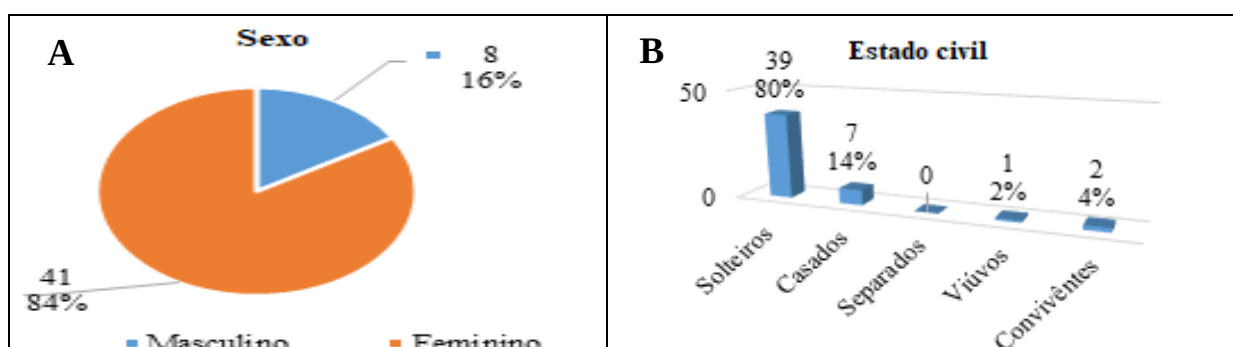 A
Sexo
8
16%
41
84%
Masculino
Feminino
B
Estado civil
50
0
39
80%
7
14%
0
1
2%
2
4%
Solteiros
Casados
Separados
Viúvos
Convivêntes